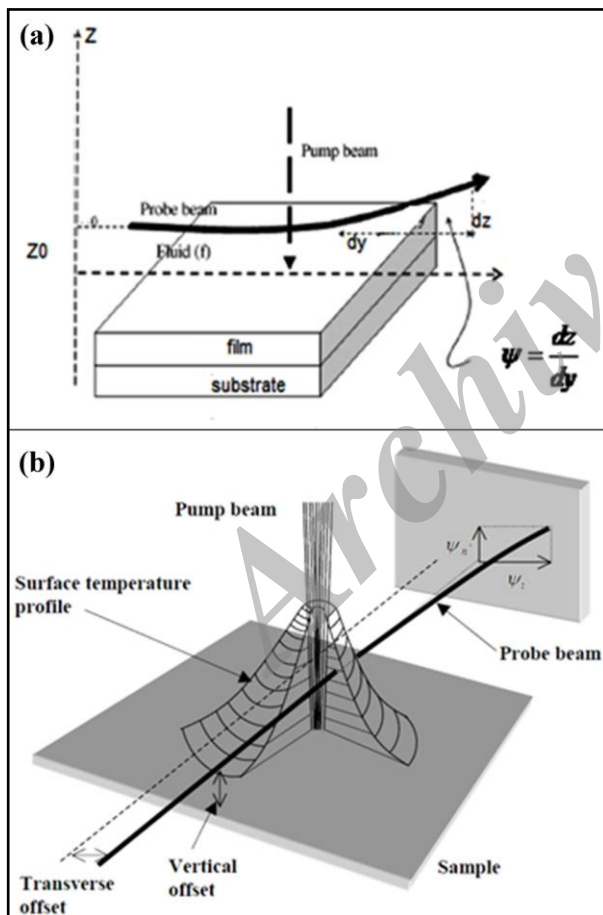 (a)
Z
Pump beam
Probe beam
dz
dy
Z0
Fluid (f)
film
substrate
ψ = dz/dy
(b)
Pump beam
ψn
Surface temperature
profile
ψt
Probe beam
Vertical
offset
Transverse
offset
Sample
Archiv